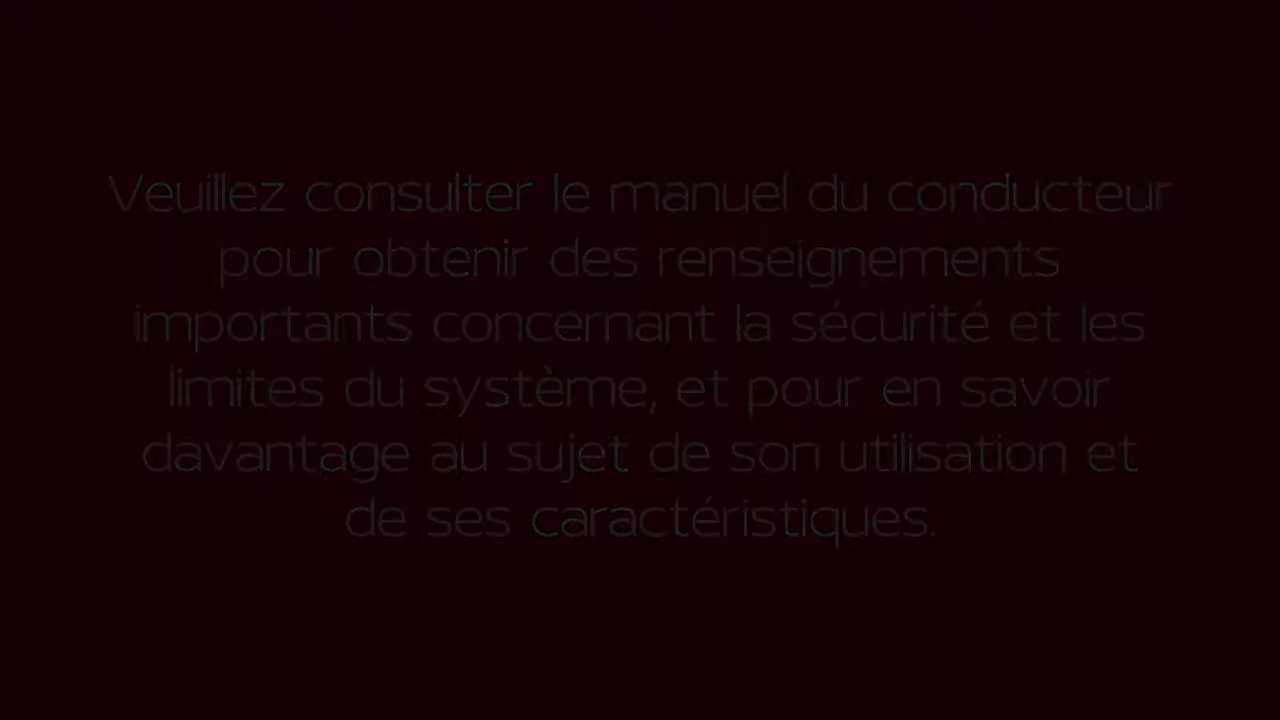 Veuillez consulter le manuel du conducteur
pour obtenir des renseignements
importants concernant la sécurité et les
limites du système, et pour en savoir
davantage au sujet de son utilisation et
de ses caractéristiques.